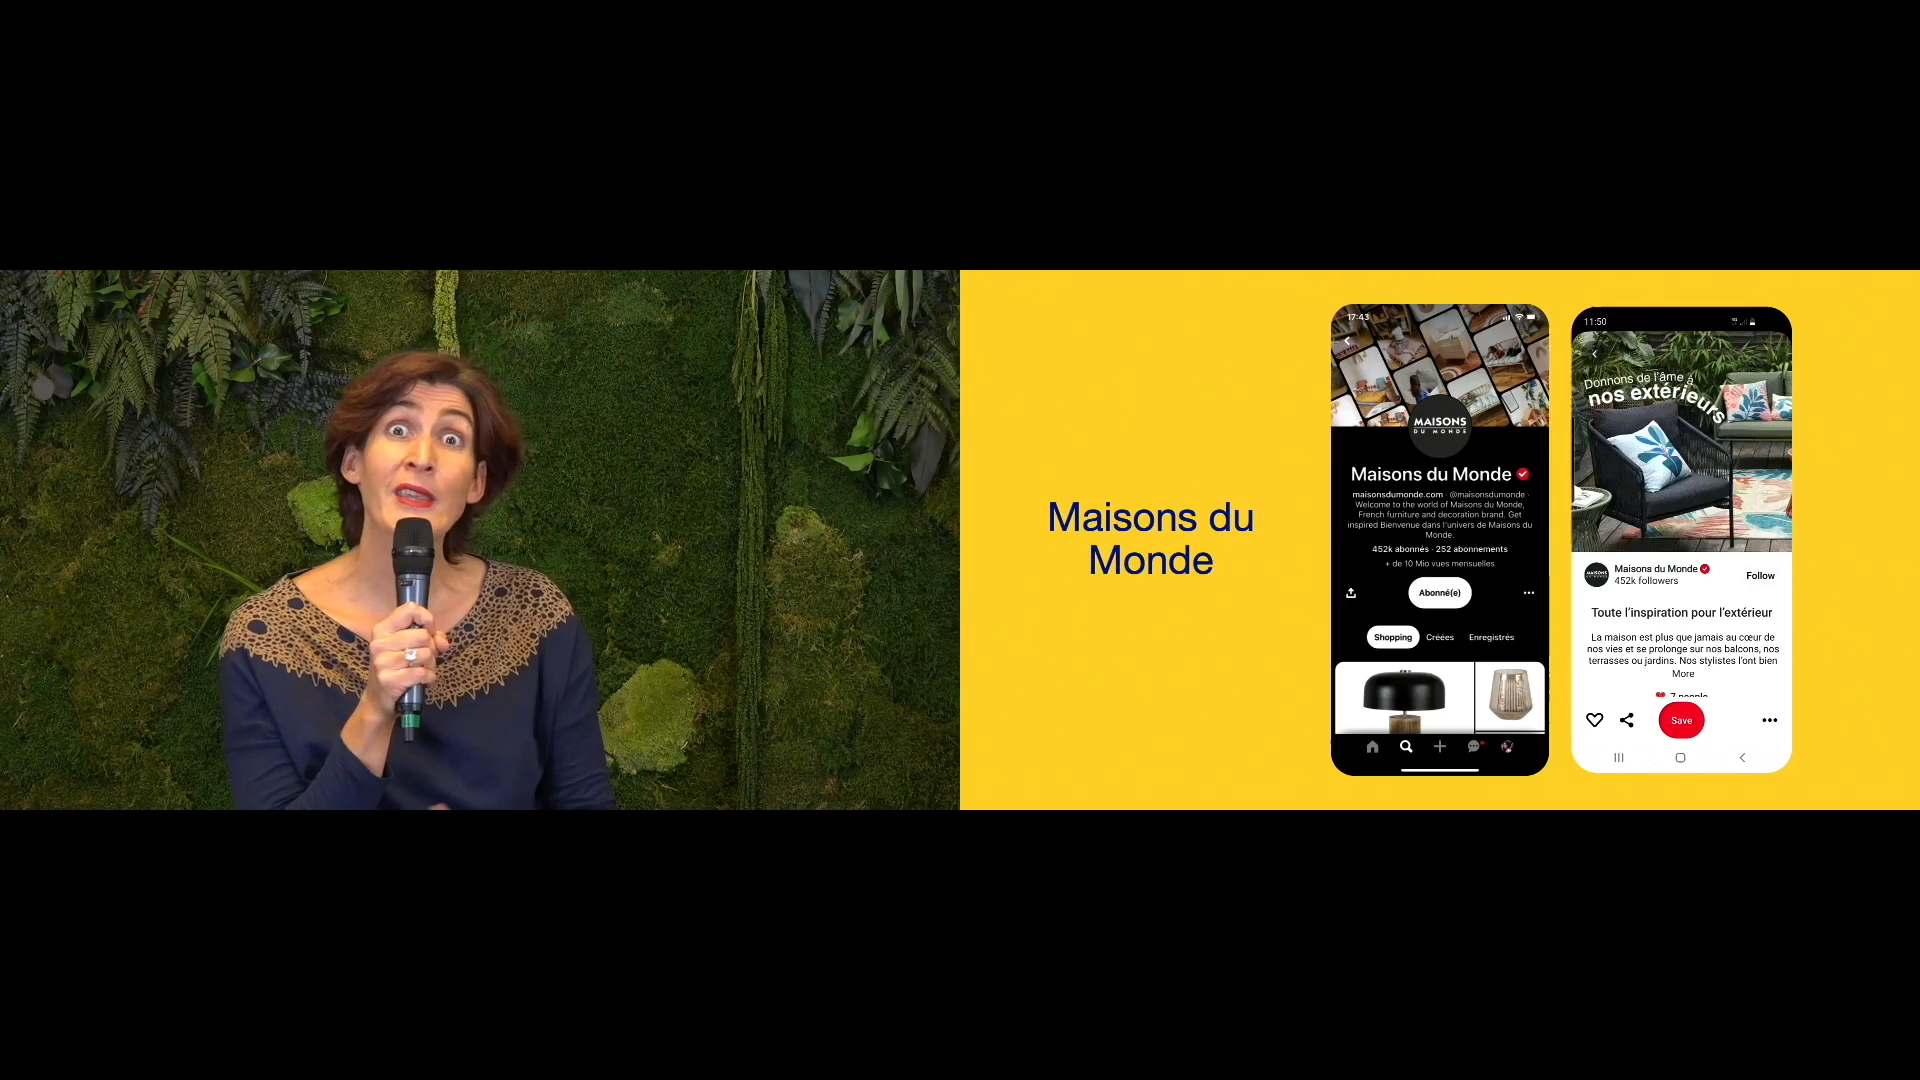 Maisons du
Monde
17:43
MAISONS
DU MONDE
Maisons du Monde
maisonsdumonde.com · @maisonsdumonde ·
Welcome to the world of Maisons du Monde,
French furniture and decoration brand. Get
inspired Bienvenue dans l'univers de Maisons du
Monde.
452k abonnés · 252 abonnements
+ de 10 Mio vues mensuelles
Abonné(e)
Shopping Créées Enregistrés
11:50
Donnons de l'âme à
nos extérieurs
MAISONS
Maisons du Monde
452k followers
Follow
Toute l'inspiration pour l'extérieur
La maison est plus que jamais au cœur de
nos vies et se prolonge sur nos balcons, nos
terrasses ou jardins. Nos stylistes l'ont bien
More
7 people
Save